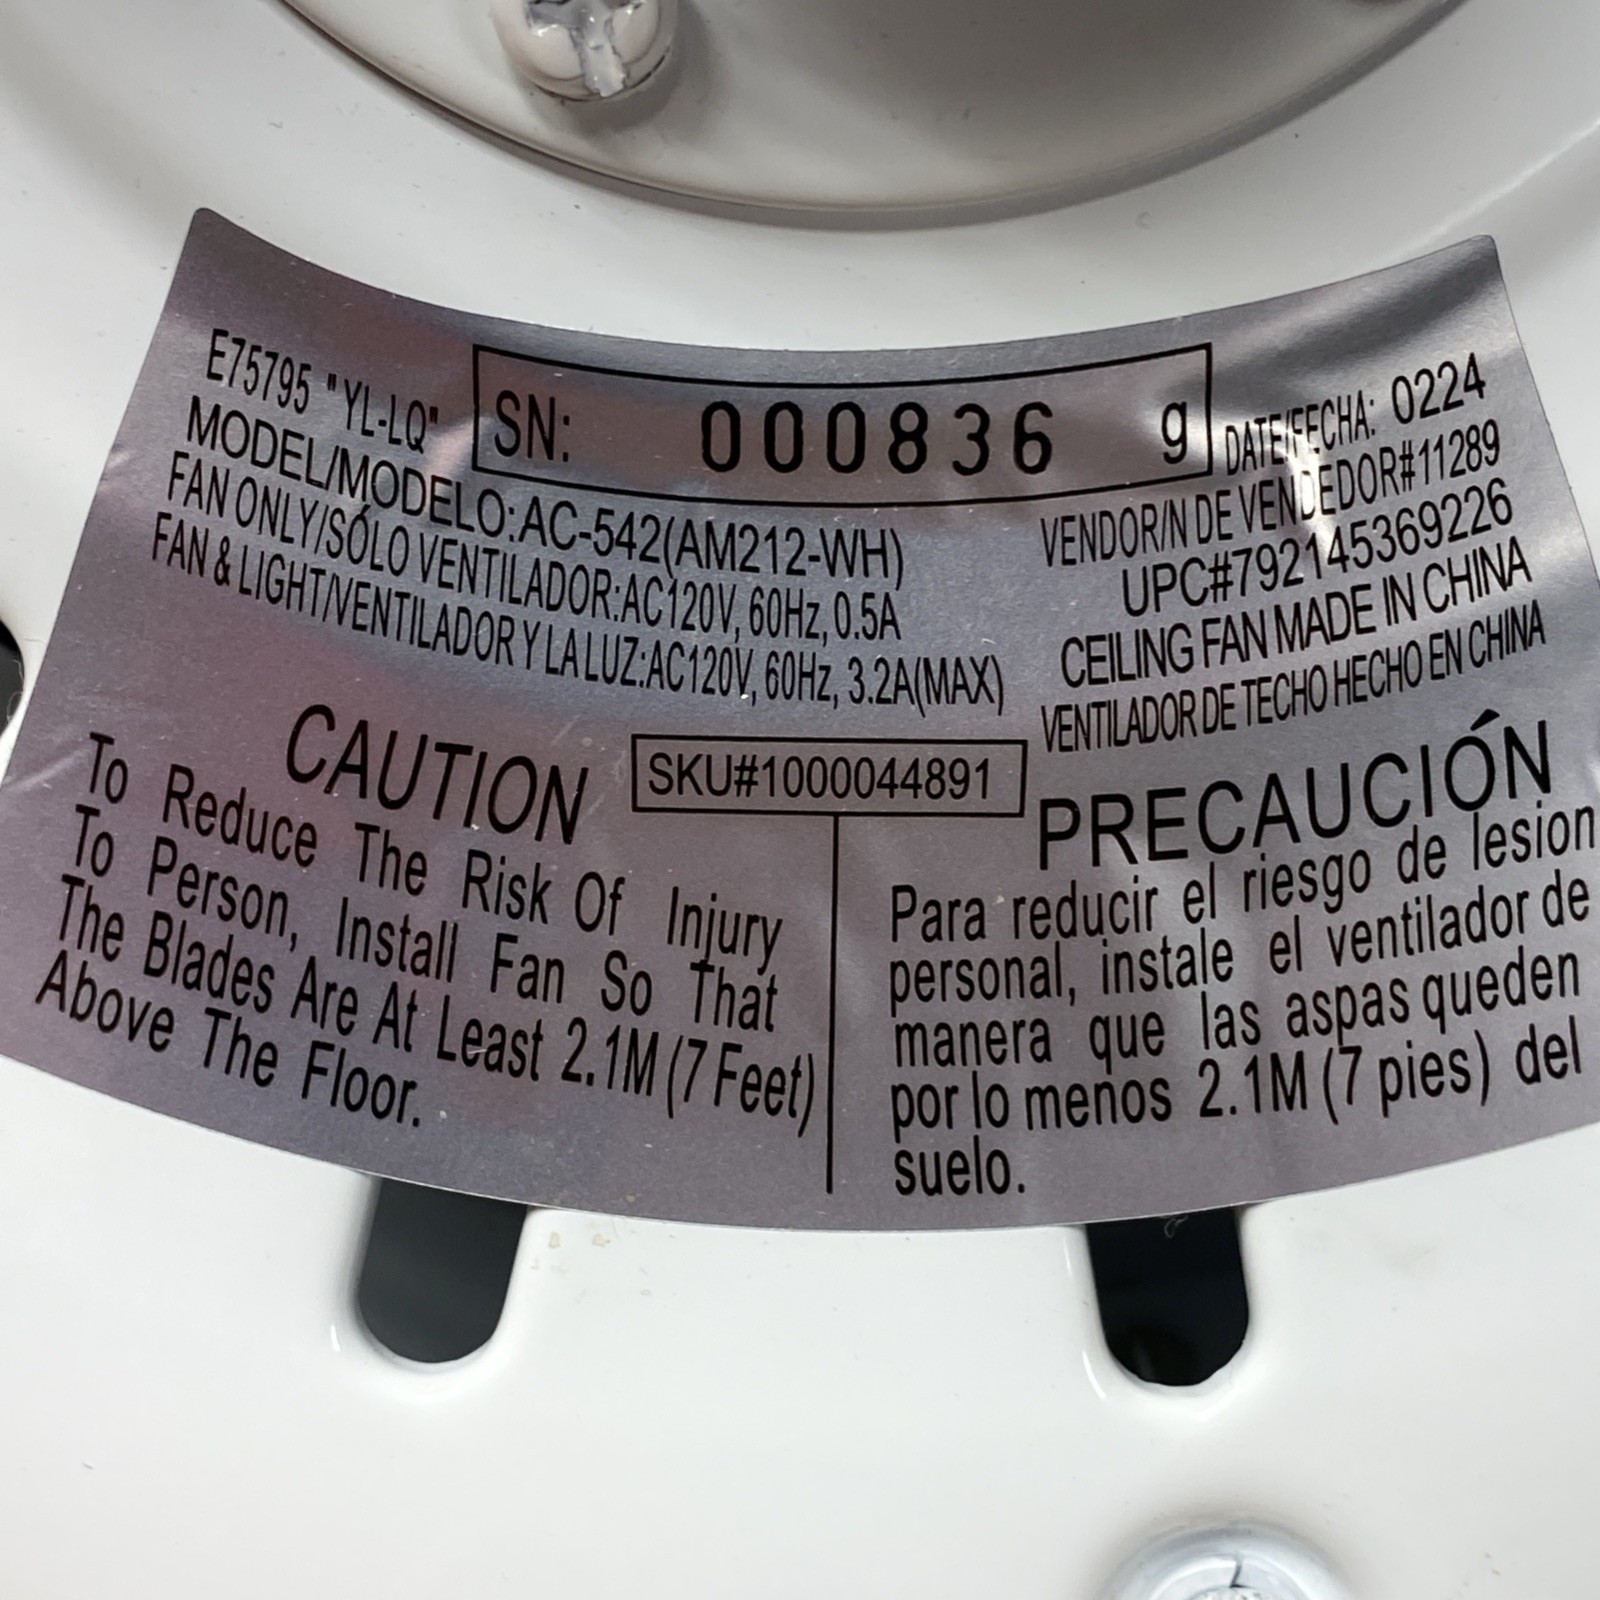 E75795 "YL-LQ"
SN: 000836 g
DATE/FECHA: 0224
MODEL/MODELO:AC-542(AM212-WH)
FAN ONLY/SÓLO VENTILADOR:AC120V, 60Hz, 0.5A
FAN & LIGHT/VENTILADOR Y LA LUZ:AC120V, 60Hz, 3.2A(MAX)
VENDOR/N DE VENDEDOR#11289
UPC#792145369226
CEILING FAN MADE IN CHINA
VENTILADOR DE TECHO HECHO EN CHINA
SKU#1000044891
CAUTION
To Reduce The Risk Of Injury
To Person, Install Fan So That
The Blades Are At Least 2.1M (7 Feet)
Above The Floor.
PRECAUCIÓN
Para reducir el riesgo de lesion
personal, instale el ventilador de
manera que las aspas queden
por lo menos 2.1M (7 pies) del
suelo.